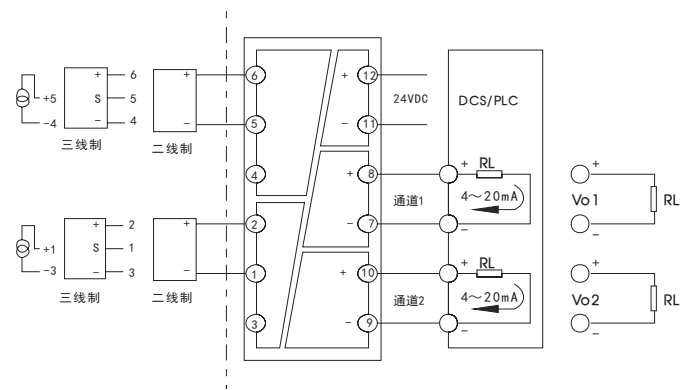 + 6
S 5
− 4
+5
−4
三线制
+
−
二线制
6
5
4
+ 12
− 11
24VDC
DCS/PLC
+ 8
− 7
通道1
+ RL
4～20mA
−
+
Vo1
−
RL
+ 2
S 1
− 3
+1
−3
三线制
+
−
二线制
2
1
3
+ 10
− 9
通道2
+ RL
4～20mA
−
+
Vo2
−
RL